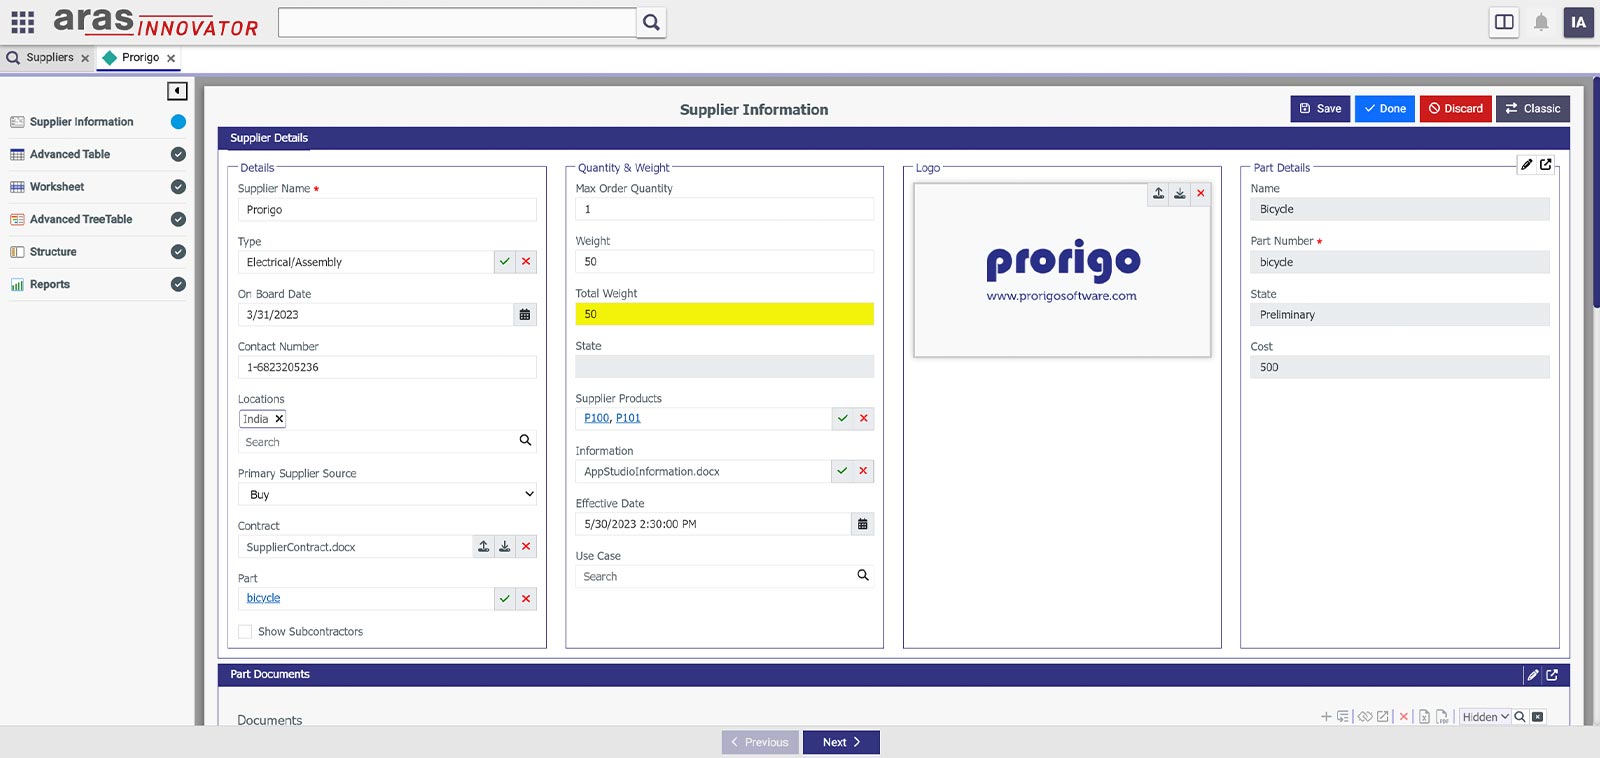 aras INNOVATOR
IA
Suppliers
Prorigo
Supplier Information
Advanced Table
Worksheet
Advanced TreeTable
Structure
Reports
Supplier Information
Save
Done
Discard
Classic
Supplier Details
Details
Supplier Name *
Prorigo
Type
Electrical/Assembly
On Board Date
3/31/2023
Contact Number
1-6823205236
Locations
India
Search
Primary Supplier Source
Buy
Contract
SupplierContract.docx
Part
bicycle
Show Subcontractors
Quantity & Weight
Max Order Quantity
1
Weight
50
Total Weight
50
State
Supplier Products
P100, P101
Information
AppStudioInformation.docx
Effective Date
5/30/2023 2:30:00 PM
Use Case
Search
Logo
prorigo
www.prorigosoftware.com
Part Details
Name
Bicycle
Part Number *
bicycle
State
Preliminary
Cost
500
Part Documents
Documents
Hidden
Previous
Next